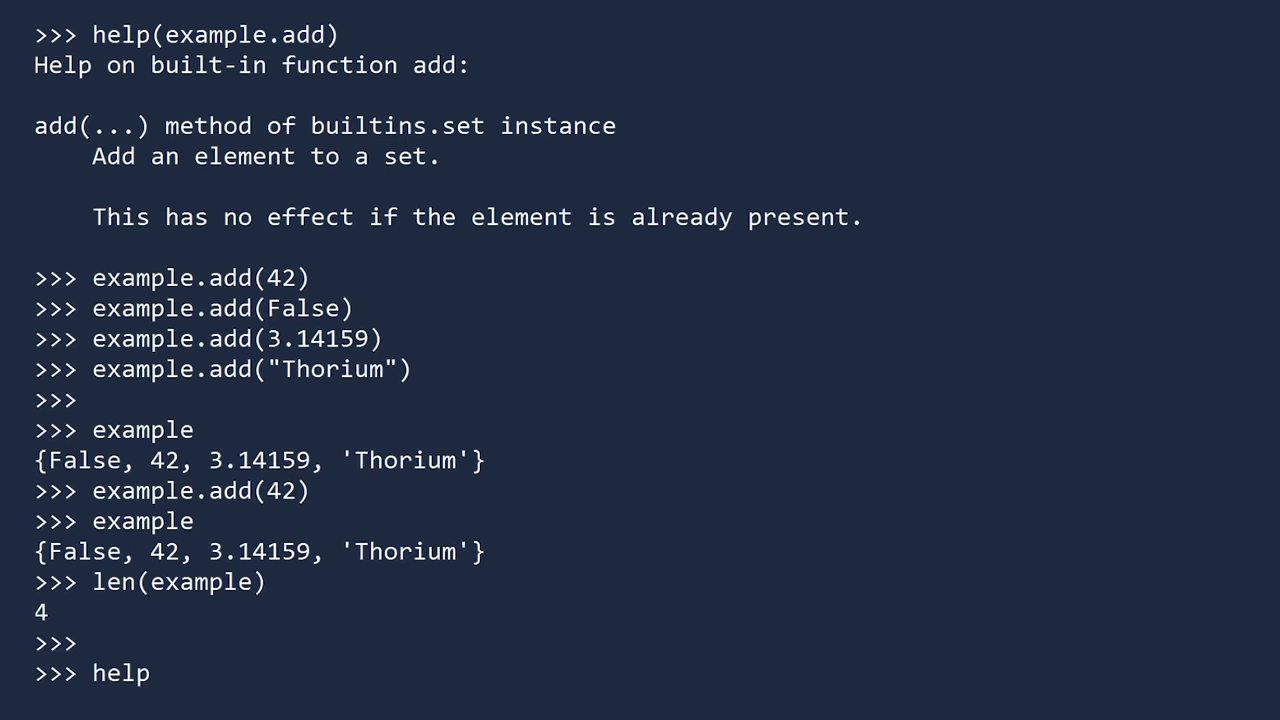 >>> help(example.add)
Help on built-in function add:
add(...) method of builtins.set instance
Add an element to a set.
This has no effect if the element is already present.
>>> example.add(42)
>>> example.add(False)
>>> example.add(3.14159)
>>> example.add("Thorium")
>>>
>>> example
{False, 42, 3.14159, 'Thorium'}
>>> example.add(42)
>>> example
{False, 42, 3.14159, 'Thorium'}
>>> len(example)
4
>>>
>>> help